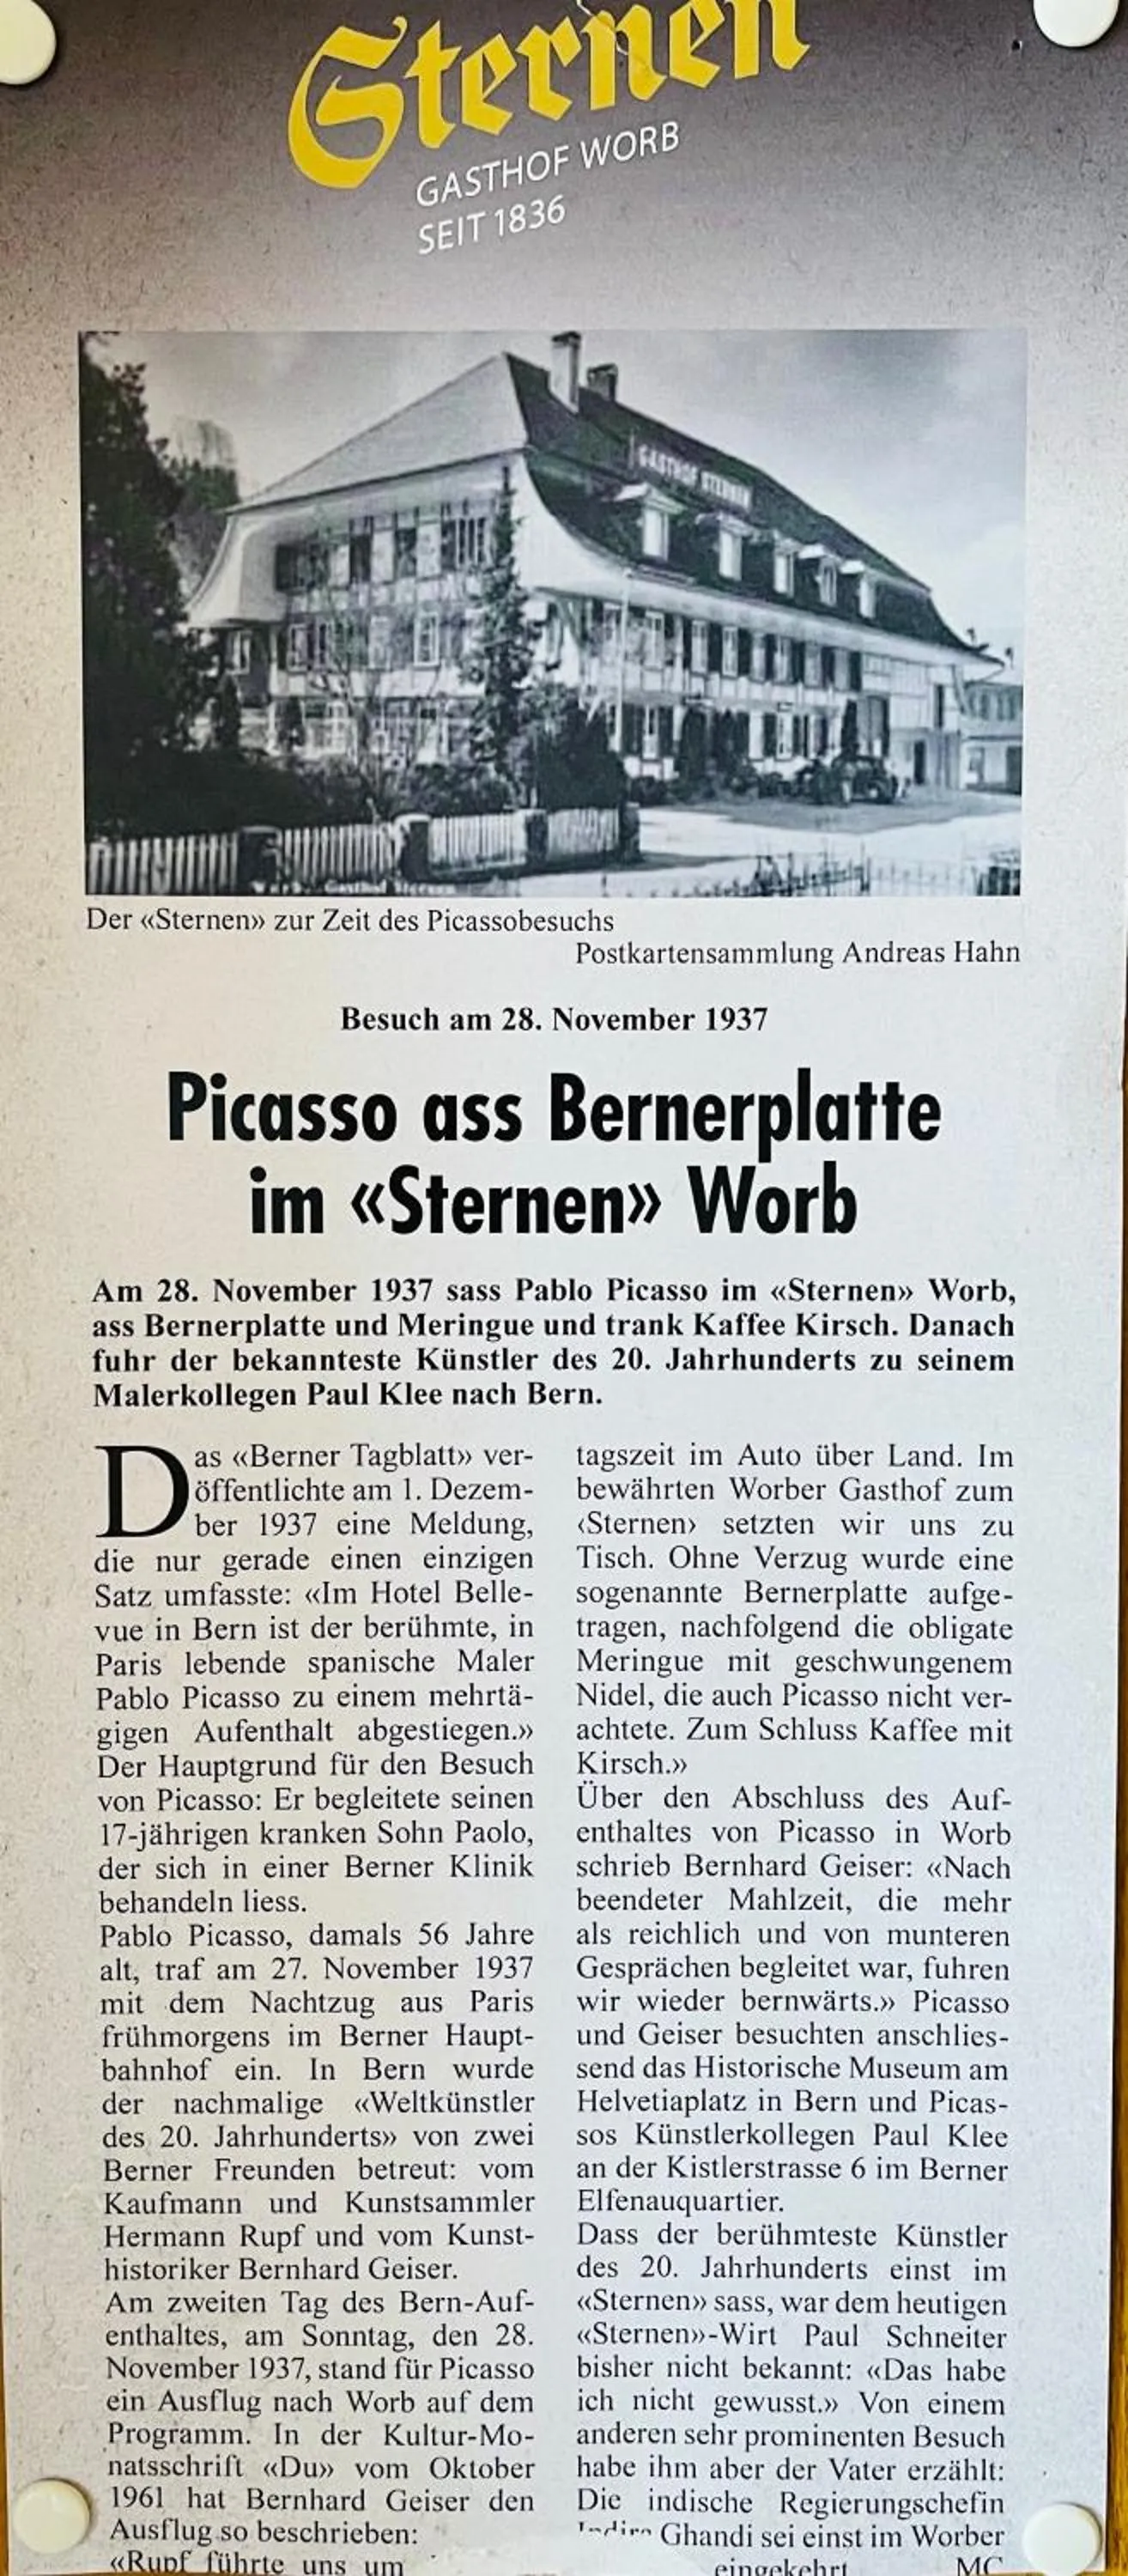 Sternen
GASTHOF WORB
SEIT 1836
GASTHOF STERNEN
Der «Sternen» zur Zeit des Picassobesuchs
Postkartensammlung Andreas Hahn
Besuch am 28. November 1937
Picasso ass Bernerplatte
im «Sternen» Worb
Am 28. November 1937 sass Pablo Picasso im «Sternen» Worb,
ass Bernerplatte und Meringue und trank Kaffee Kirsch. Danach
fuhr der bekannteste Künstler des 20. Jahrhunderts zu seinem
Malerkollegen Paul Klee nach Bern.
Das «Berner Tagblatt» ver-
öffentlichte am 1. Dezem-
ber 1937 eine Meldung,
die nur gerade einen einzigen
Satz umfasste: «Im Hotel Belle-
vue in Bern ist der berühmte, in
Paris lebende spanische Maler
Pablo Picasso zu einem mehrtä-
gigen Aufenthalt abgestiegen.»
Der Hauptgrund für den Besuch
von Picasso: Er begleitete seinen
17-jährigen kranken Sohn Paolo,
der sich in einer Berner Klinik
behandeln liess.
Pablo Picasso, damals 56 Jahre
alt, traf am 27. November 1937
mit dem Nachtzug aus Paris
frühmorgens im Berner Haupt-
bahnhof ein. In Bern wurde
der nachmalige «Weltkünstler
des 20. Jahrhunderts» von zwei
Berner Freunden betreut: vom
Kaufmann und Kunstsammler
Hermann Rupf und vom Kunst-
historiker Bernhard Geiser.
Am zweiten Tag des Bern-Auf-
enthaltes, am Sonntag, den 28.
November 1937, stand für Picasso
ein Ausflug nach Worb auf dem
Programm. In der Kultur-Mo-
natsschrift «Du» vom Oktober
1961 hat Bernhard Geiser den
Ausflug so beschrieben:
«Rupf führte uns um
tagszeit im Auto über Land. Im
bewährten Worber Gasthof zum
‹Sternen› setzten wir uns zu
Tisch. Ohne Verzug wurde eine
sogenannte Bernerplatte aufge-
tragen, nachfolgend die obligate
Meringue mit geschwungenem
Nidel, die auch Picasso nicht ver-
achtete. Zum Schluss Kaffee mit
Kirsch.»
Über den Abschluss des Auf-
enthaltes von Picasso in Worb
schrieb Bernhard Geiser: «Nach
beendeter Mahlzeit, die mehr
als reichlich und von munteren
Gesprächen begleitet war, fuhren
wir wieder bernwärts.» Picasso
und Geiser besuchten anschlies-
send das Historische Museum am
Helvetiaplatz in Bern und Picas-
sos Künstlerkollegen Paul Klee
an der Kistlerstrasse 6 im Berner
Elfenauquartier.
Dass der berühmteste Künstler
des 20. Jahrhunderts einst im
«Sternen» sass, war dem heutigen
«Sternen»-Wirt Paul Schneiter
bisher nicht bekannt: «Das habe
ich nicht gewusst.» Von einem
anderen sehr prominenten Besuch
habe ihm aber der Vater erzählt:
Die indische Regierungschefin
Indira Ghandi sei einst im Worber
eingekehrt. MC